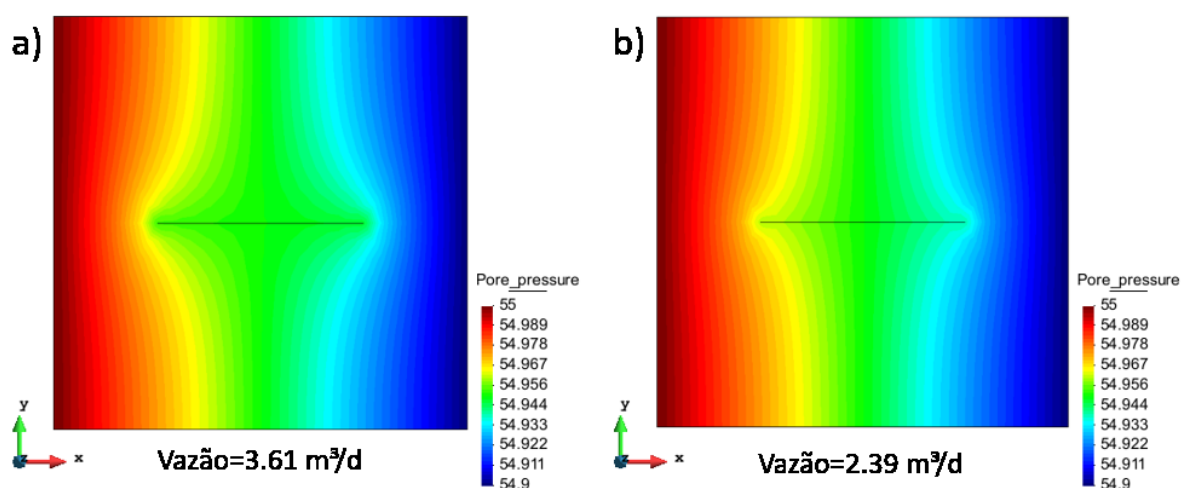 a)
Pore_pressure
55
54.989
54.978
54.967
54.956
54.944
54.933
54.922
54.911
54.9
y
z
x
Vazão=3.61 m³/d
b)
Pore_pressure
55
54.989
54.978
54.967
54.956
54.944
54.933
54.922
54.911
54.9
y
z
x
Vazão=2.39 m³/d